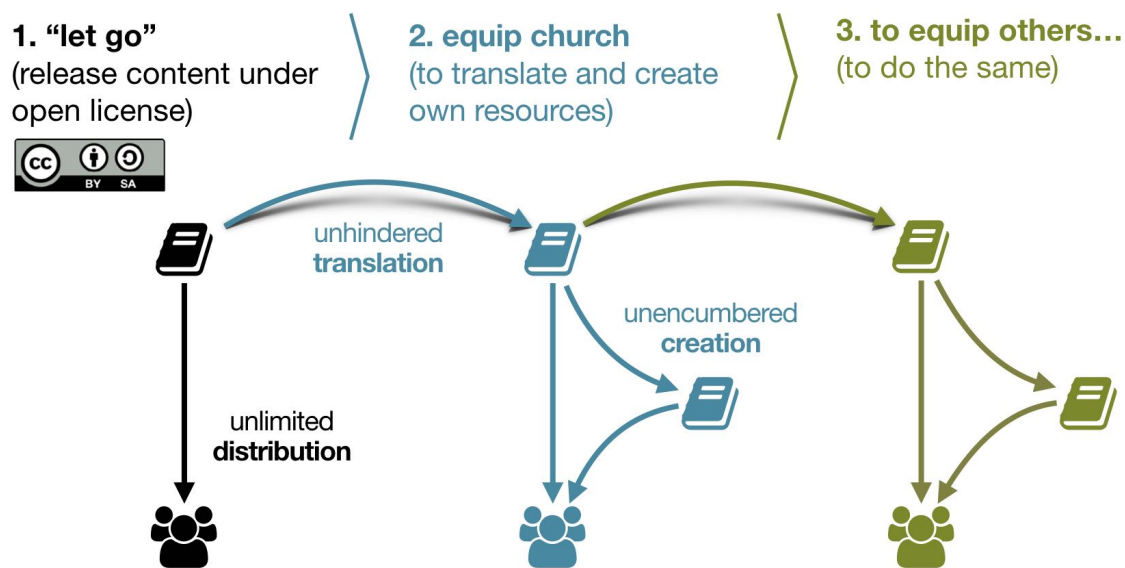 1. “let go”
(release content under
open license)
cc
BY SA
2. equip church
(to translate and create
own resources)
3. to equip others…
(to do the same)
unhindered
translation
unencumbered
creation
unlimited
distribution